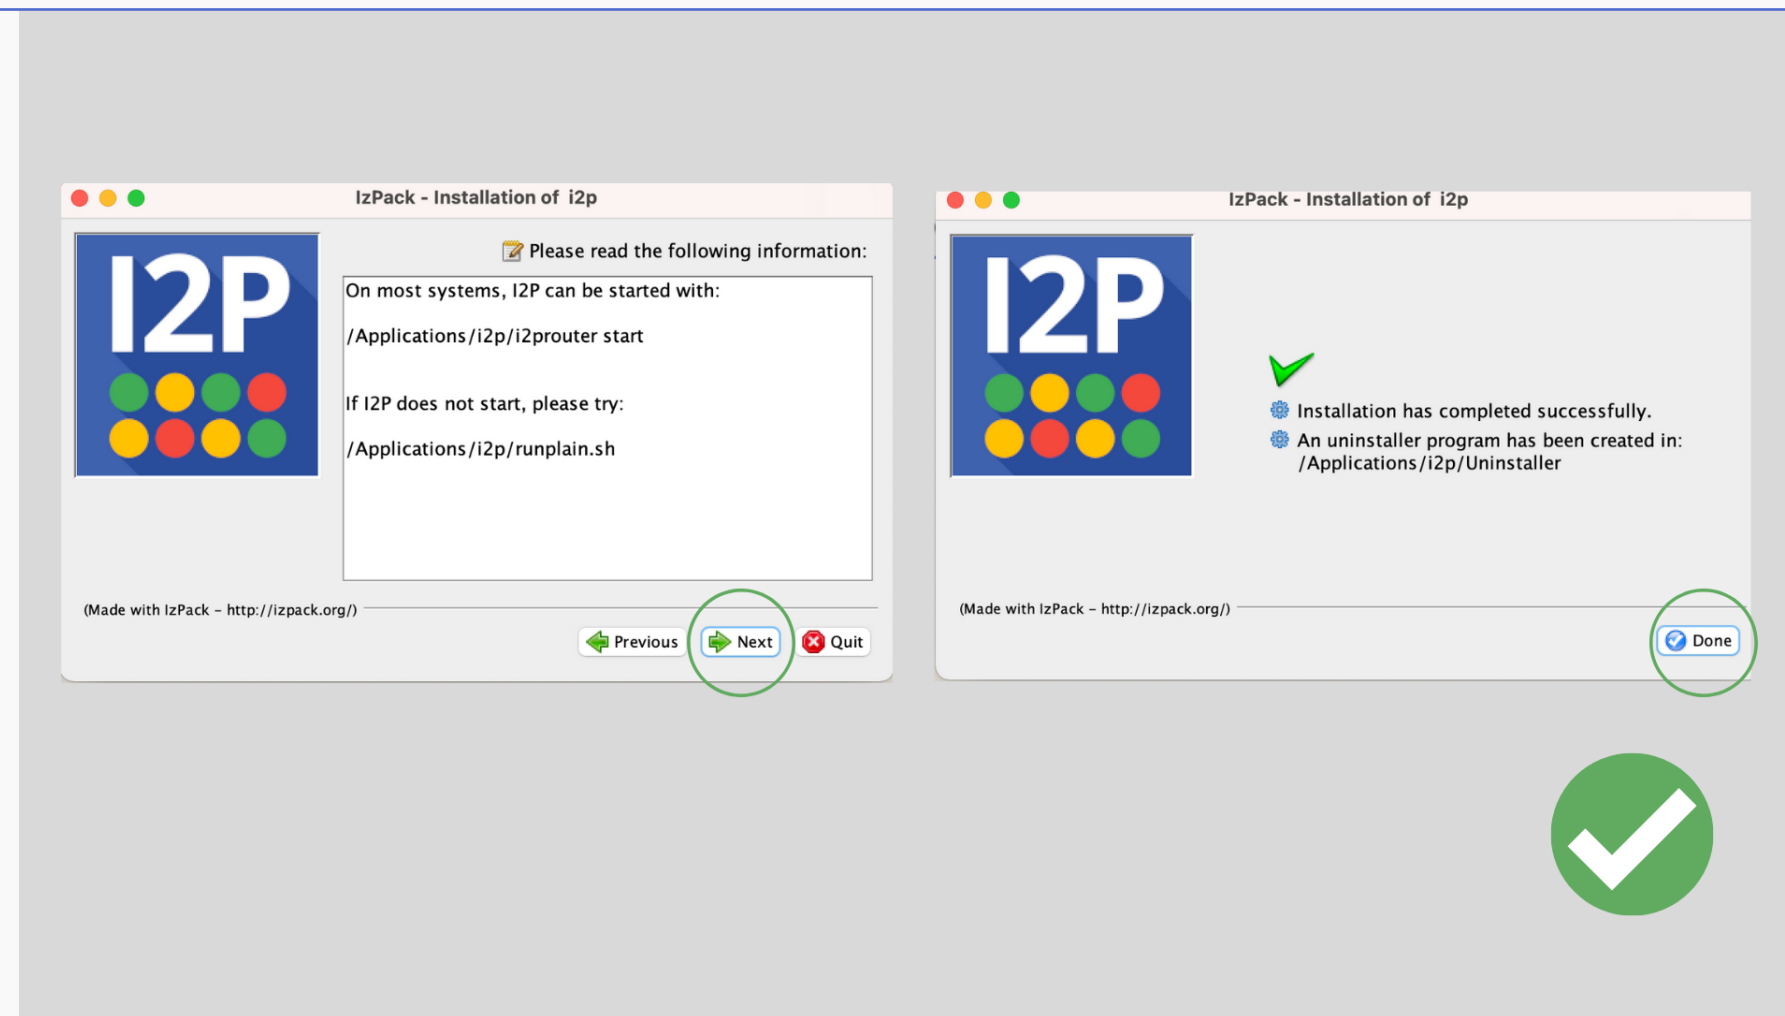 IzPack - Installation of i2p
I2P
Please read the following information:
On most systems, I2P can be started with:
/Applications/i2p/i2prouter start
If I2P does not start, please try:
/Applications/i2p/runplain.sh
(Made with IzPack - http://izpack.org/)
Previous
Next
Quit
IzPack - Installation of i2p
I2P
Installation has completed successfully.
An uninstaller program has been created in:
/Applications/i2p/Uninstaller
(Made with IzPack - http://izpack.org/)
Done